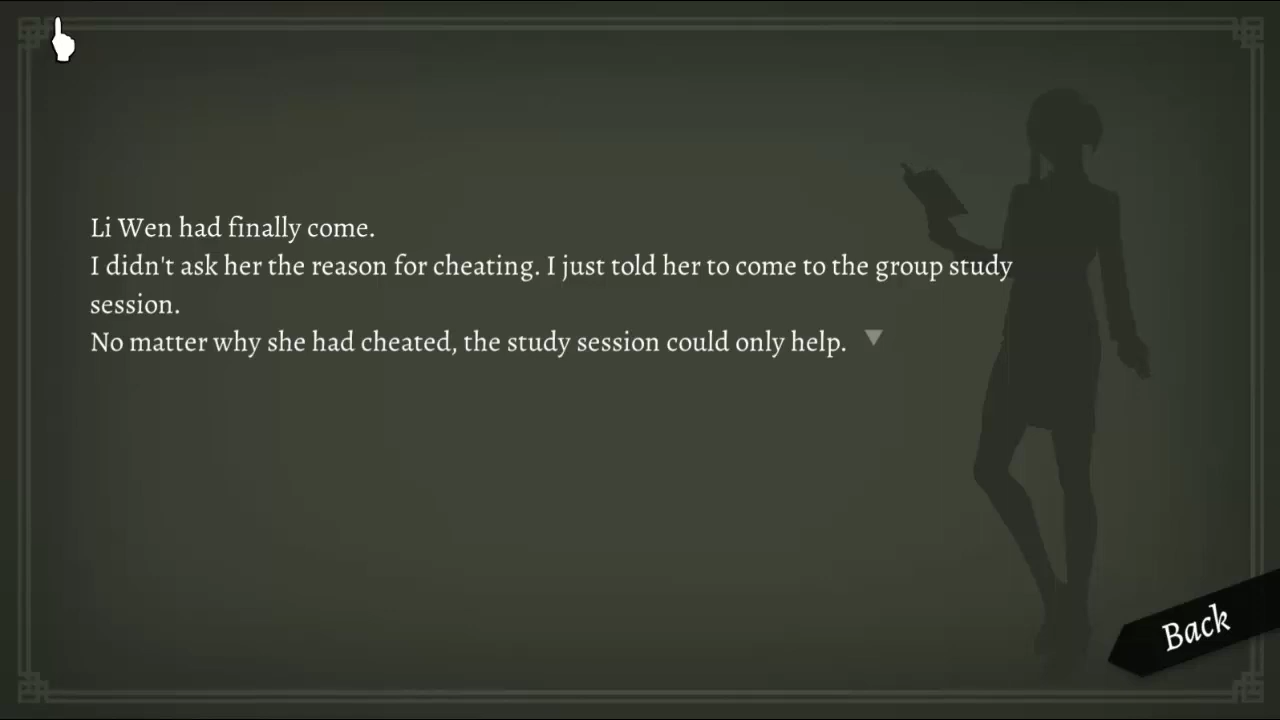 Li Wen had finally come.
I didn't ask her the reason for cheating. I just told her to come to the group study
session.
No matter why she had cheated, the study session could only help.
Back